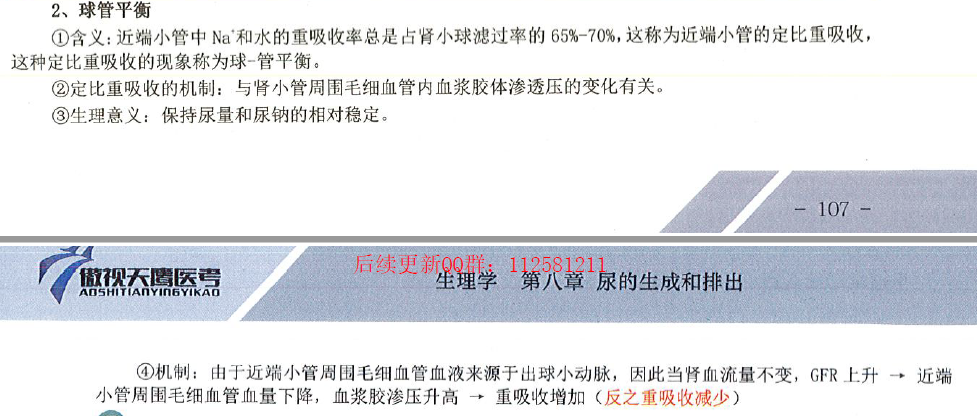 2、球管平衡
①含义：近端小管中 Na⁺和水的重吸收率总是占肾小球滤过率的 65%-70%，这称为近端小管的定比重吸收，
这种定比重吸收的现象称为球-管平衡。
②定比重吸收的机制：与肾小管周围毛细血管内血浆胶体渗透压的变化有关。
③生理意义：保持尿量和尿钠的相对稳定。
- 107 -
傲视天鹰医考
AOSHITIANYINGYIKAO
后续更新QQ群：112581211
生理学 第八章 尿的生成和排出
④机制：由于近端小管周围毛细血管血液来源于出球小动脉，因此当肾血流量不变，GFR 上升 → 近端
小管周围毛细血管血量下降，血浆胶渗压升高 → 重吸收增加（反之重吸收减少）